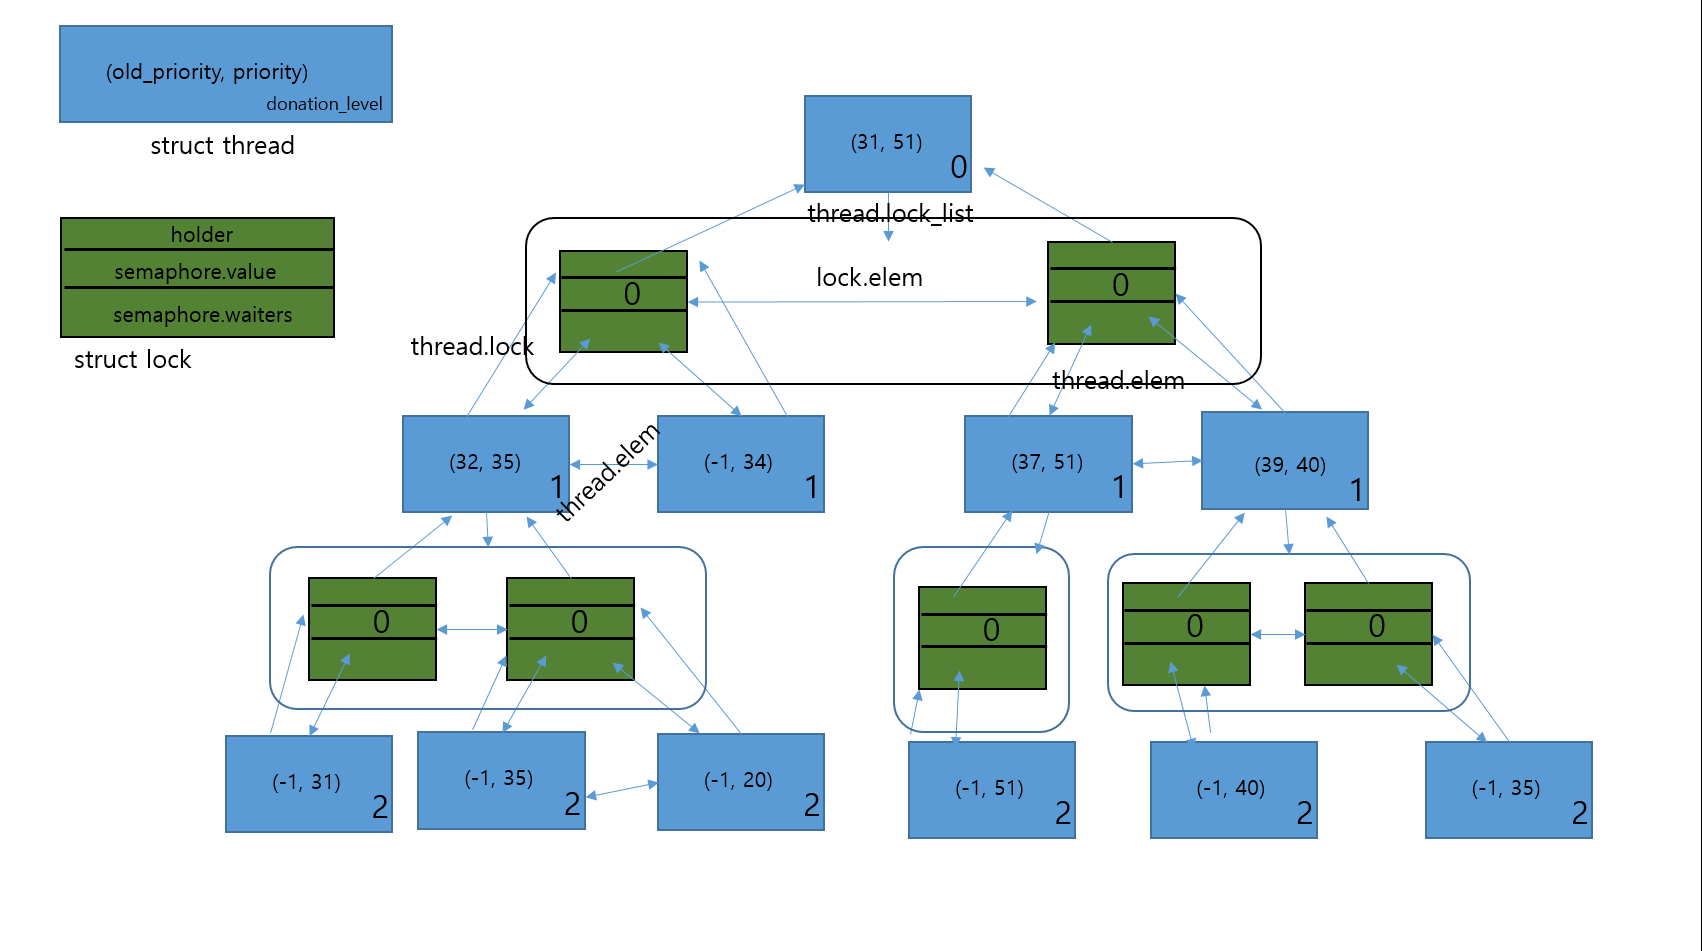 (old_priority, priority)
donation_level
struct thread
(31, 51)
0
thread.lock_list
holder
semaphore.value
semaphore.waiters
struct lock
0
lock.elem
0
thread.lock
thread.elem
(32, 35)
1
thread.elem
(-1, 34)
1
(37, 51)
1
(39, 40)
1
0
0
0
0
0
(-1, 31)
2
(-1, 35)
2
(-1, 20)
2
(-1, 51)
2
(-1, 40)
2
(-1, 35)
2